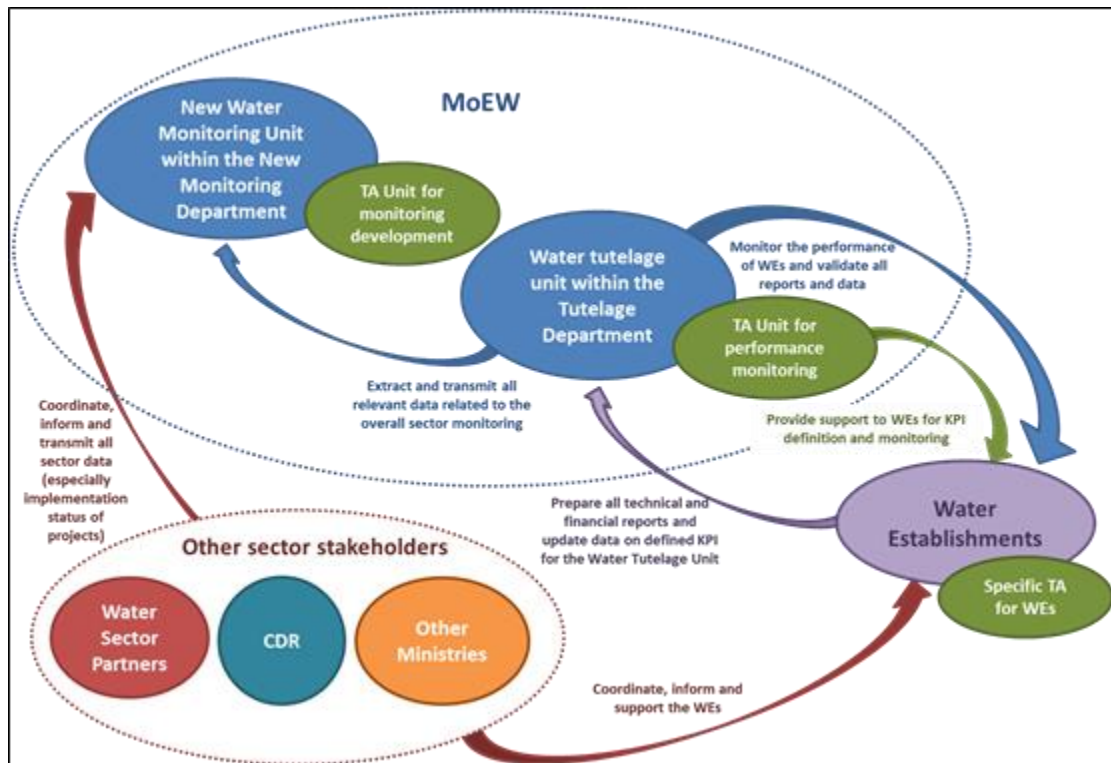 MoEW
New Water
Monitoring Unit
within the New
Monitoring
Department
TA Unit for
monitoring
development
Water tutelage
unit within the
Tutelage
Department
Monitor the performance
of WEs and validate all
reports and data
TA Unit for
performance
monitoring
Extract and transmit all
relevant data related to the
overall sector monitoring
Provide support to WEs for KPI
definition and monitoring
Coordinate,
inform and
transmit all
sector data
(especially
implementation
status of
projects)
Prepare all technical and
financial reports and
update data on defined KPI
for the Water Tutelage Unit
Water
Establishments
Specific TA
for WEs
Other sector stakeholders
Water
Sector
Partners
CDR
Other
Ministries
Coordinate, inform and
support the WEs